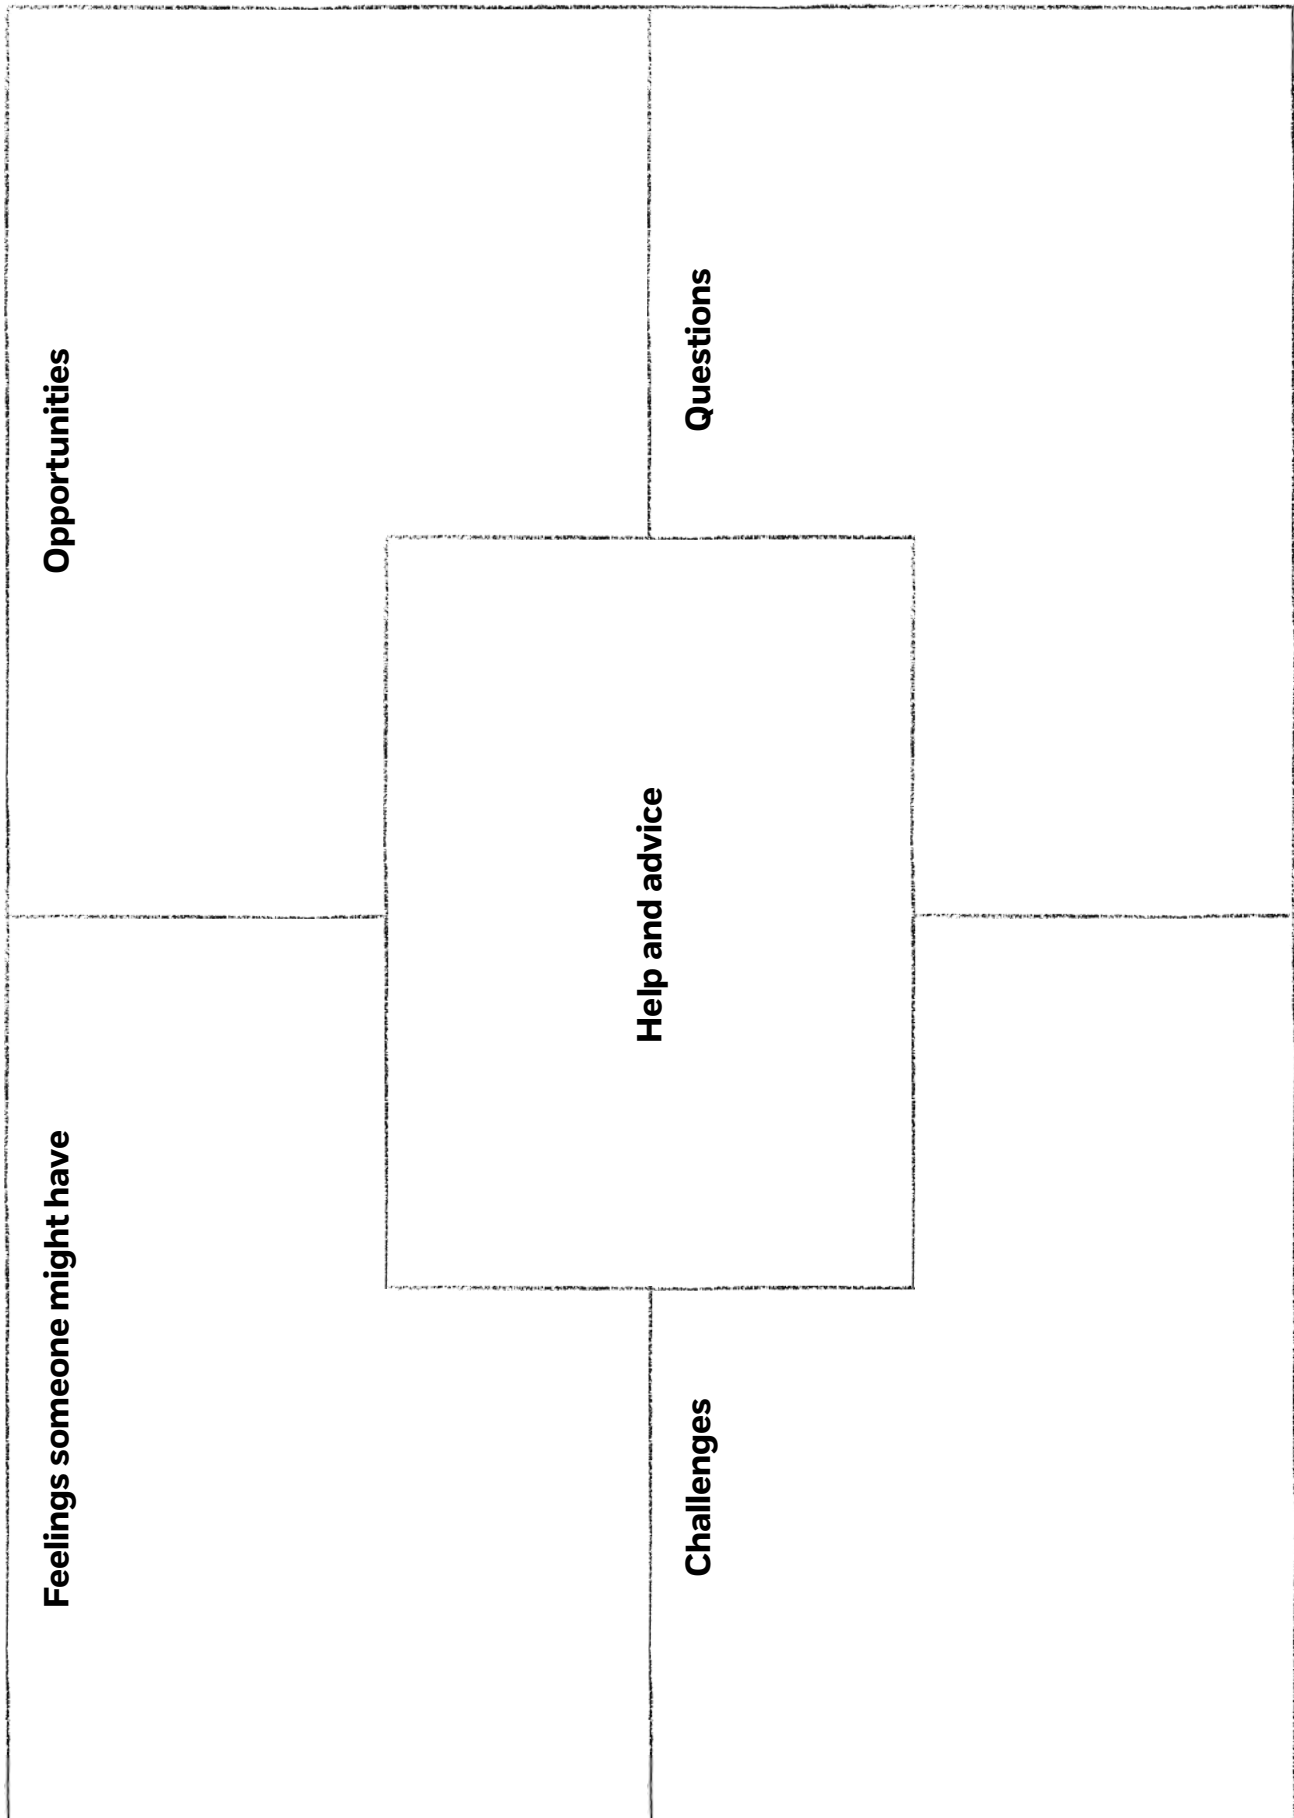 Feelings someone might have
Opportunities
Help and advice
Challenges
Questions